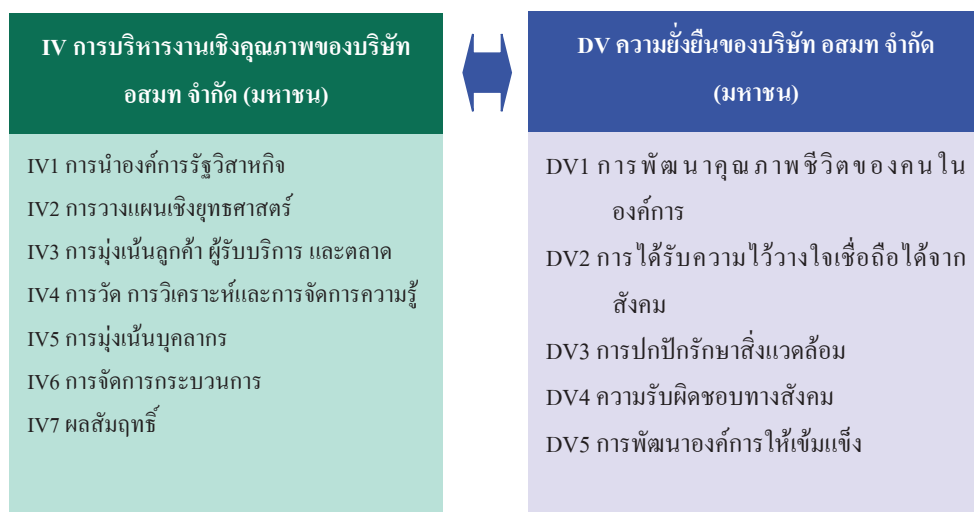 IV การบริหารงานเชิงคุณภาพของบริษัท
อสมท จำกัด (มหาชน)
IV1 การนำองค์การรัฐวิสาหกิจ
IV2 การวางแผนเชิงยุทธศาสตร์
IV3 การมุ่งเน้นลูกค้า ผู้รับบริการ และตลาด
IV4 การวัด การวิเคราะห์และการจัดการความรู้
IV5 การมุ่งเน้นบุคลากร
IV6 การจัดการกระบวนการ
IV7 ผลสัมฤทธิ์
DV ความยั่งยืนของบริษัท อสมท จำกัด
(มหาชน)
DV1 การพัฒนาคุณภาพชีวิตของคนใน
องค์การ
DV2 การได้รับความไว้วางใจเชื่อถือได้จาก
สังคม
DV3 การปกปักรักษาสิ่งแวดล้อม
DV4 ความรับผิดชอบทางสังคม
DV5 การพัฒนาองค์การให้เข้มแข็ง